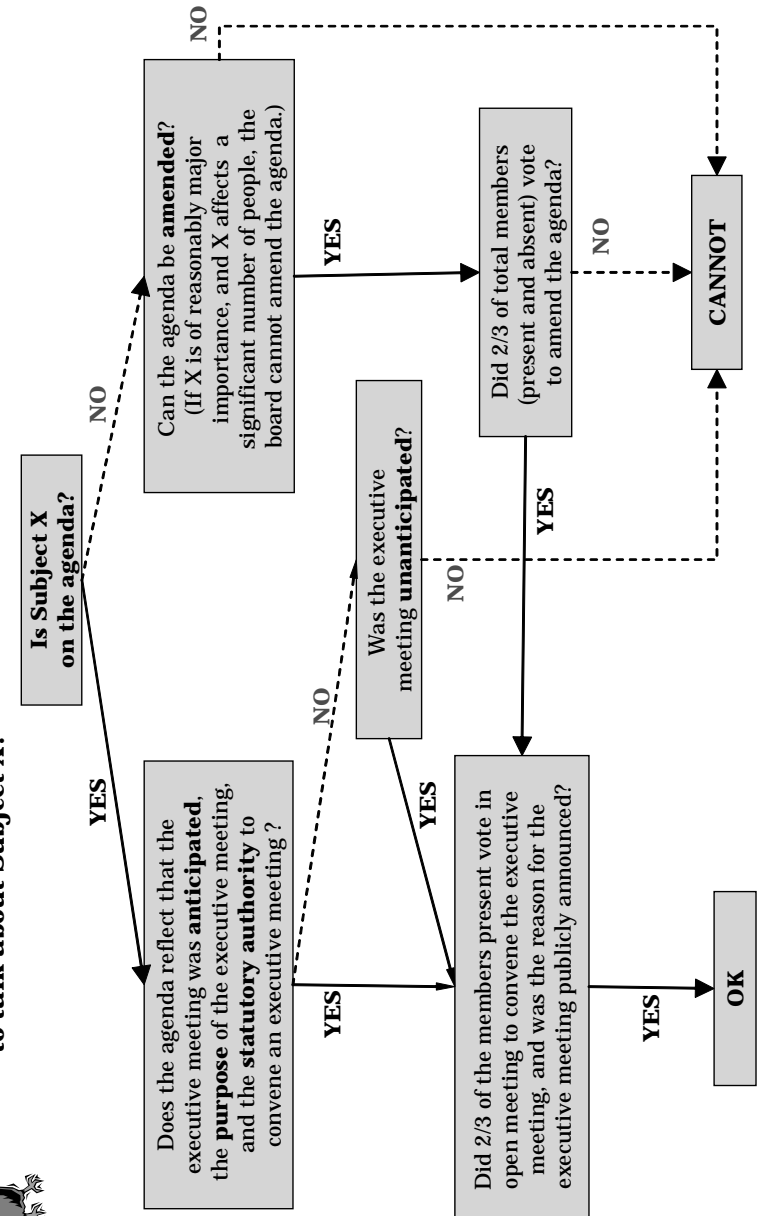 to talk about Subject X?
Is Subject X
on the agenda?
YES
NO
Does the agenda reflect that the
executive meeting was anticipated,
the purpose of the executive meeting,
and the statutory authority to
convene an executive meeting ?
Can the agenda be amended?
(If X is of reasonably major
importance, and X affects a
significant number of people, the
board cannot amend the agenda.)
NO
YES
NO
YES
Was the executive
meeting unanticipated?
YES
NO
Did 2/3 of total members
(present and absent) vote
to amend the agenda?
YES
NO
Did 2/3 of the members present vote in
open meeting to convene the executive
meeting, and was the reason for the
executive meeting publicly announced?
YES
OK
CANNOT